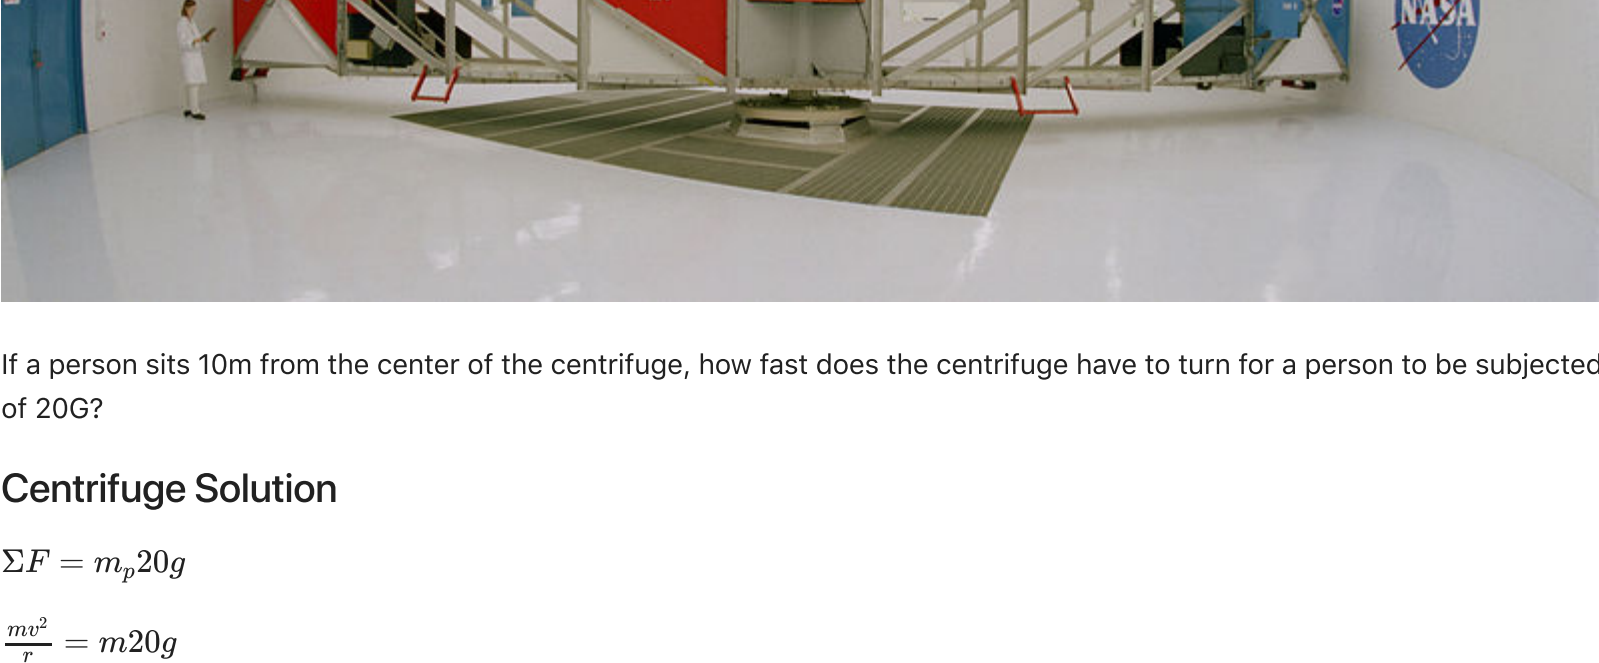 NASA
If a person sits 10m from the center of the centrifuge, how fast does the centrifuge have to turn for a person to be subjected
of 20G?
Centrifuge Solution
ΣF = m_p20g
mv²/r = m20g